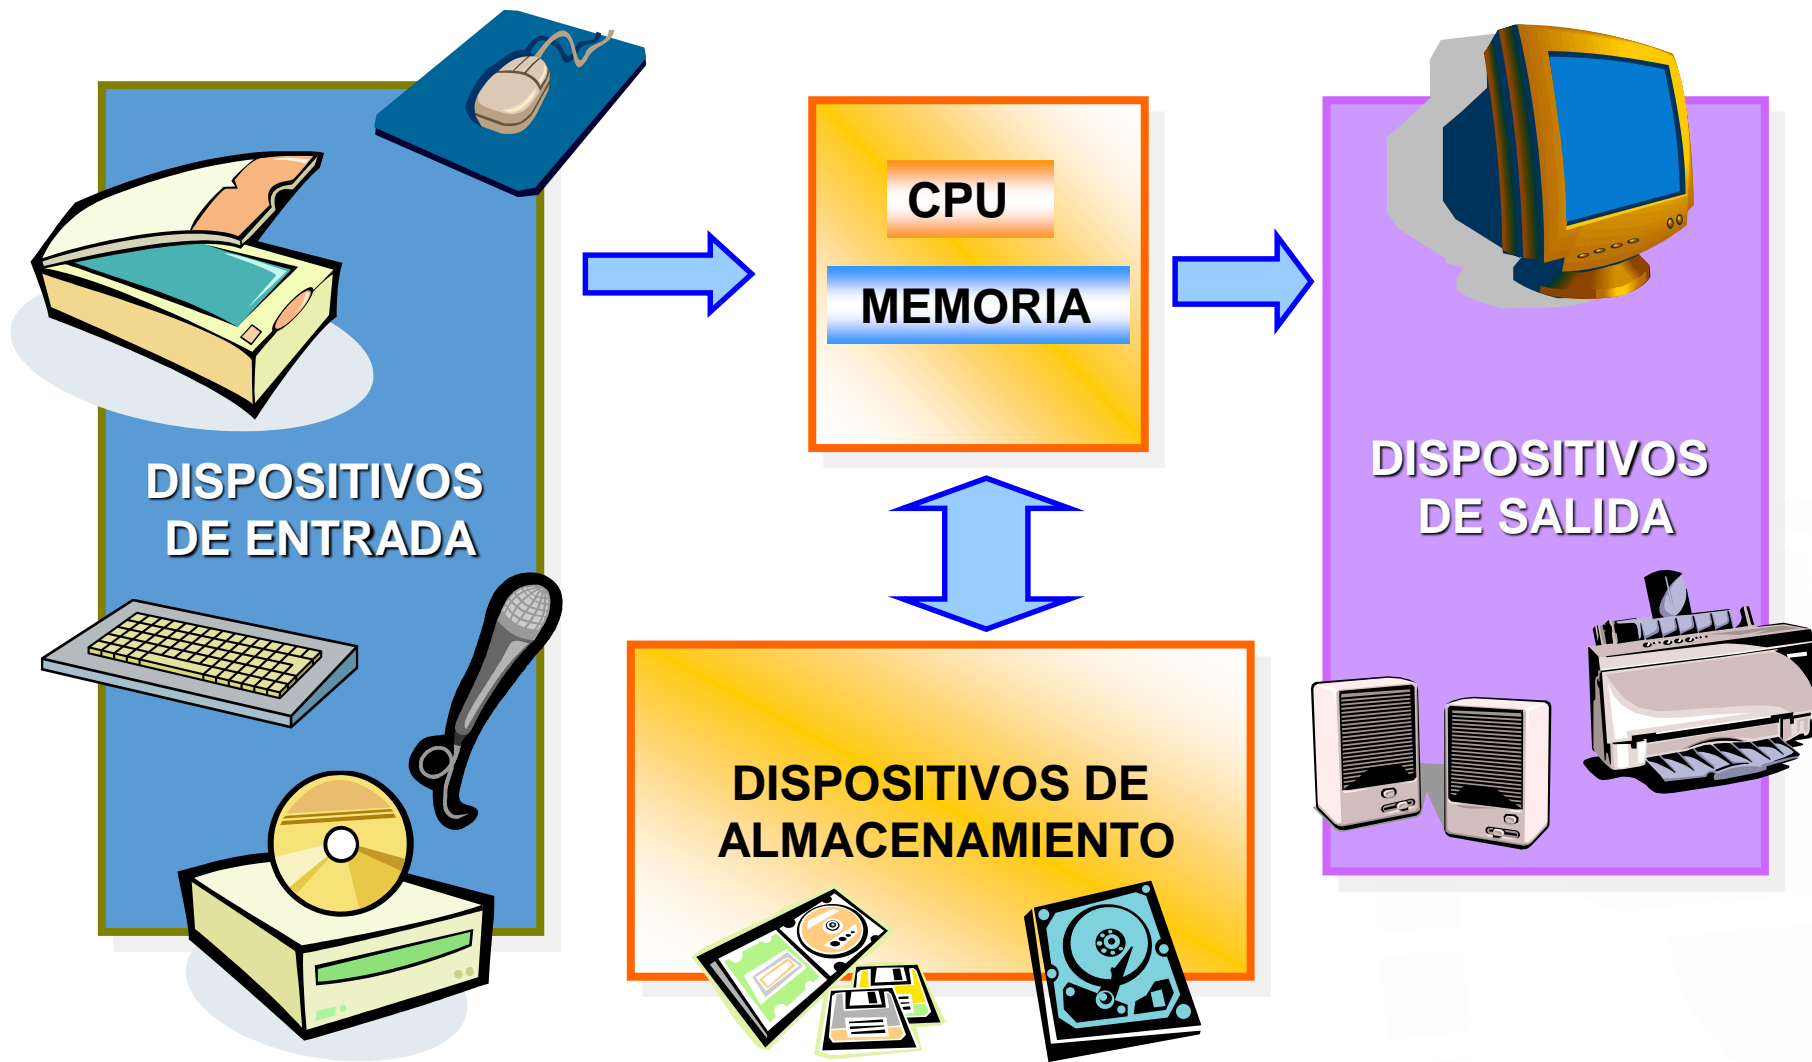 DISPOSITIVOS
DE ENTRADA
CPU
MEMORIA
DISPOSITIVOS
DE SALIDA
DISPOSITIVOS DE
ALMACENAMIENTO